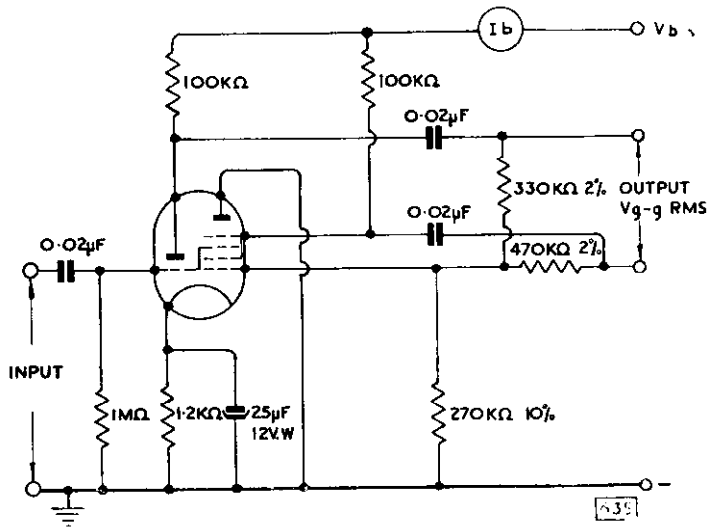 Ib
Vb
100KΩ
100KΩ
0·02μF
330KΩ 2%
OUTPUT
Vg-g RMS
0·02μF
470KΩ 2%
0·02μF
INPUT
1MΩ
1·2KΩ
25μF
12V.W
270KΩ 10%
–